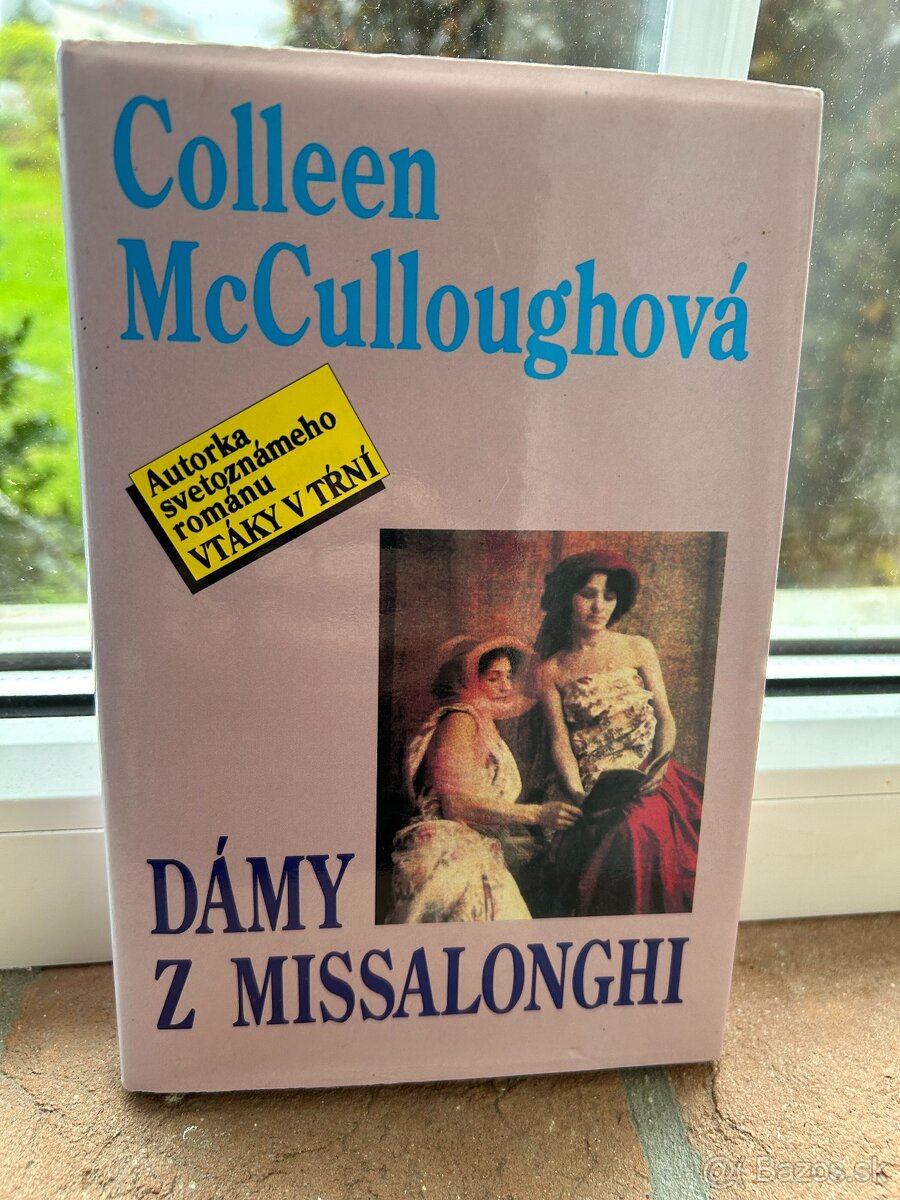 Colleen
McCulloughová
Autorka
svetoznámeho
románu
VTÁKY V TŔNÍ
DÁMY
Z MISSALONGHI
Bazos.sk